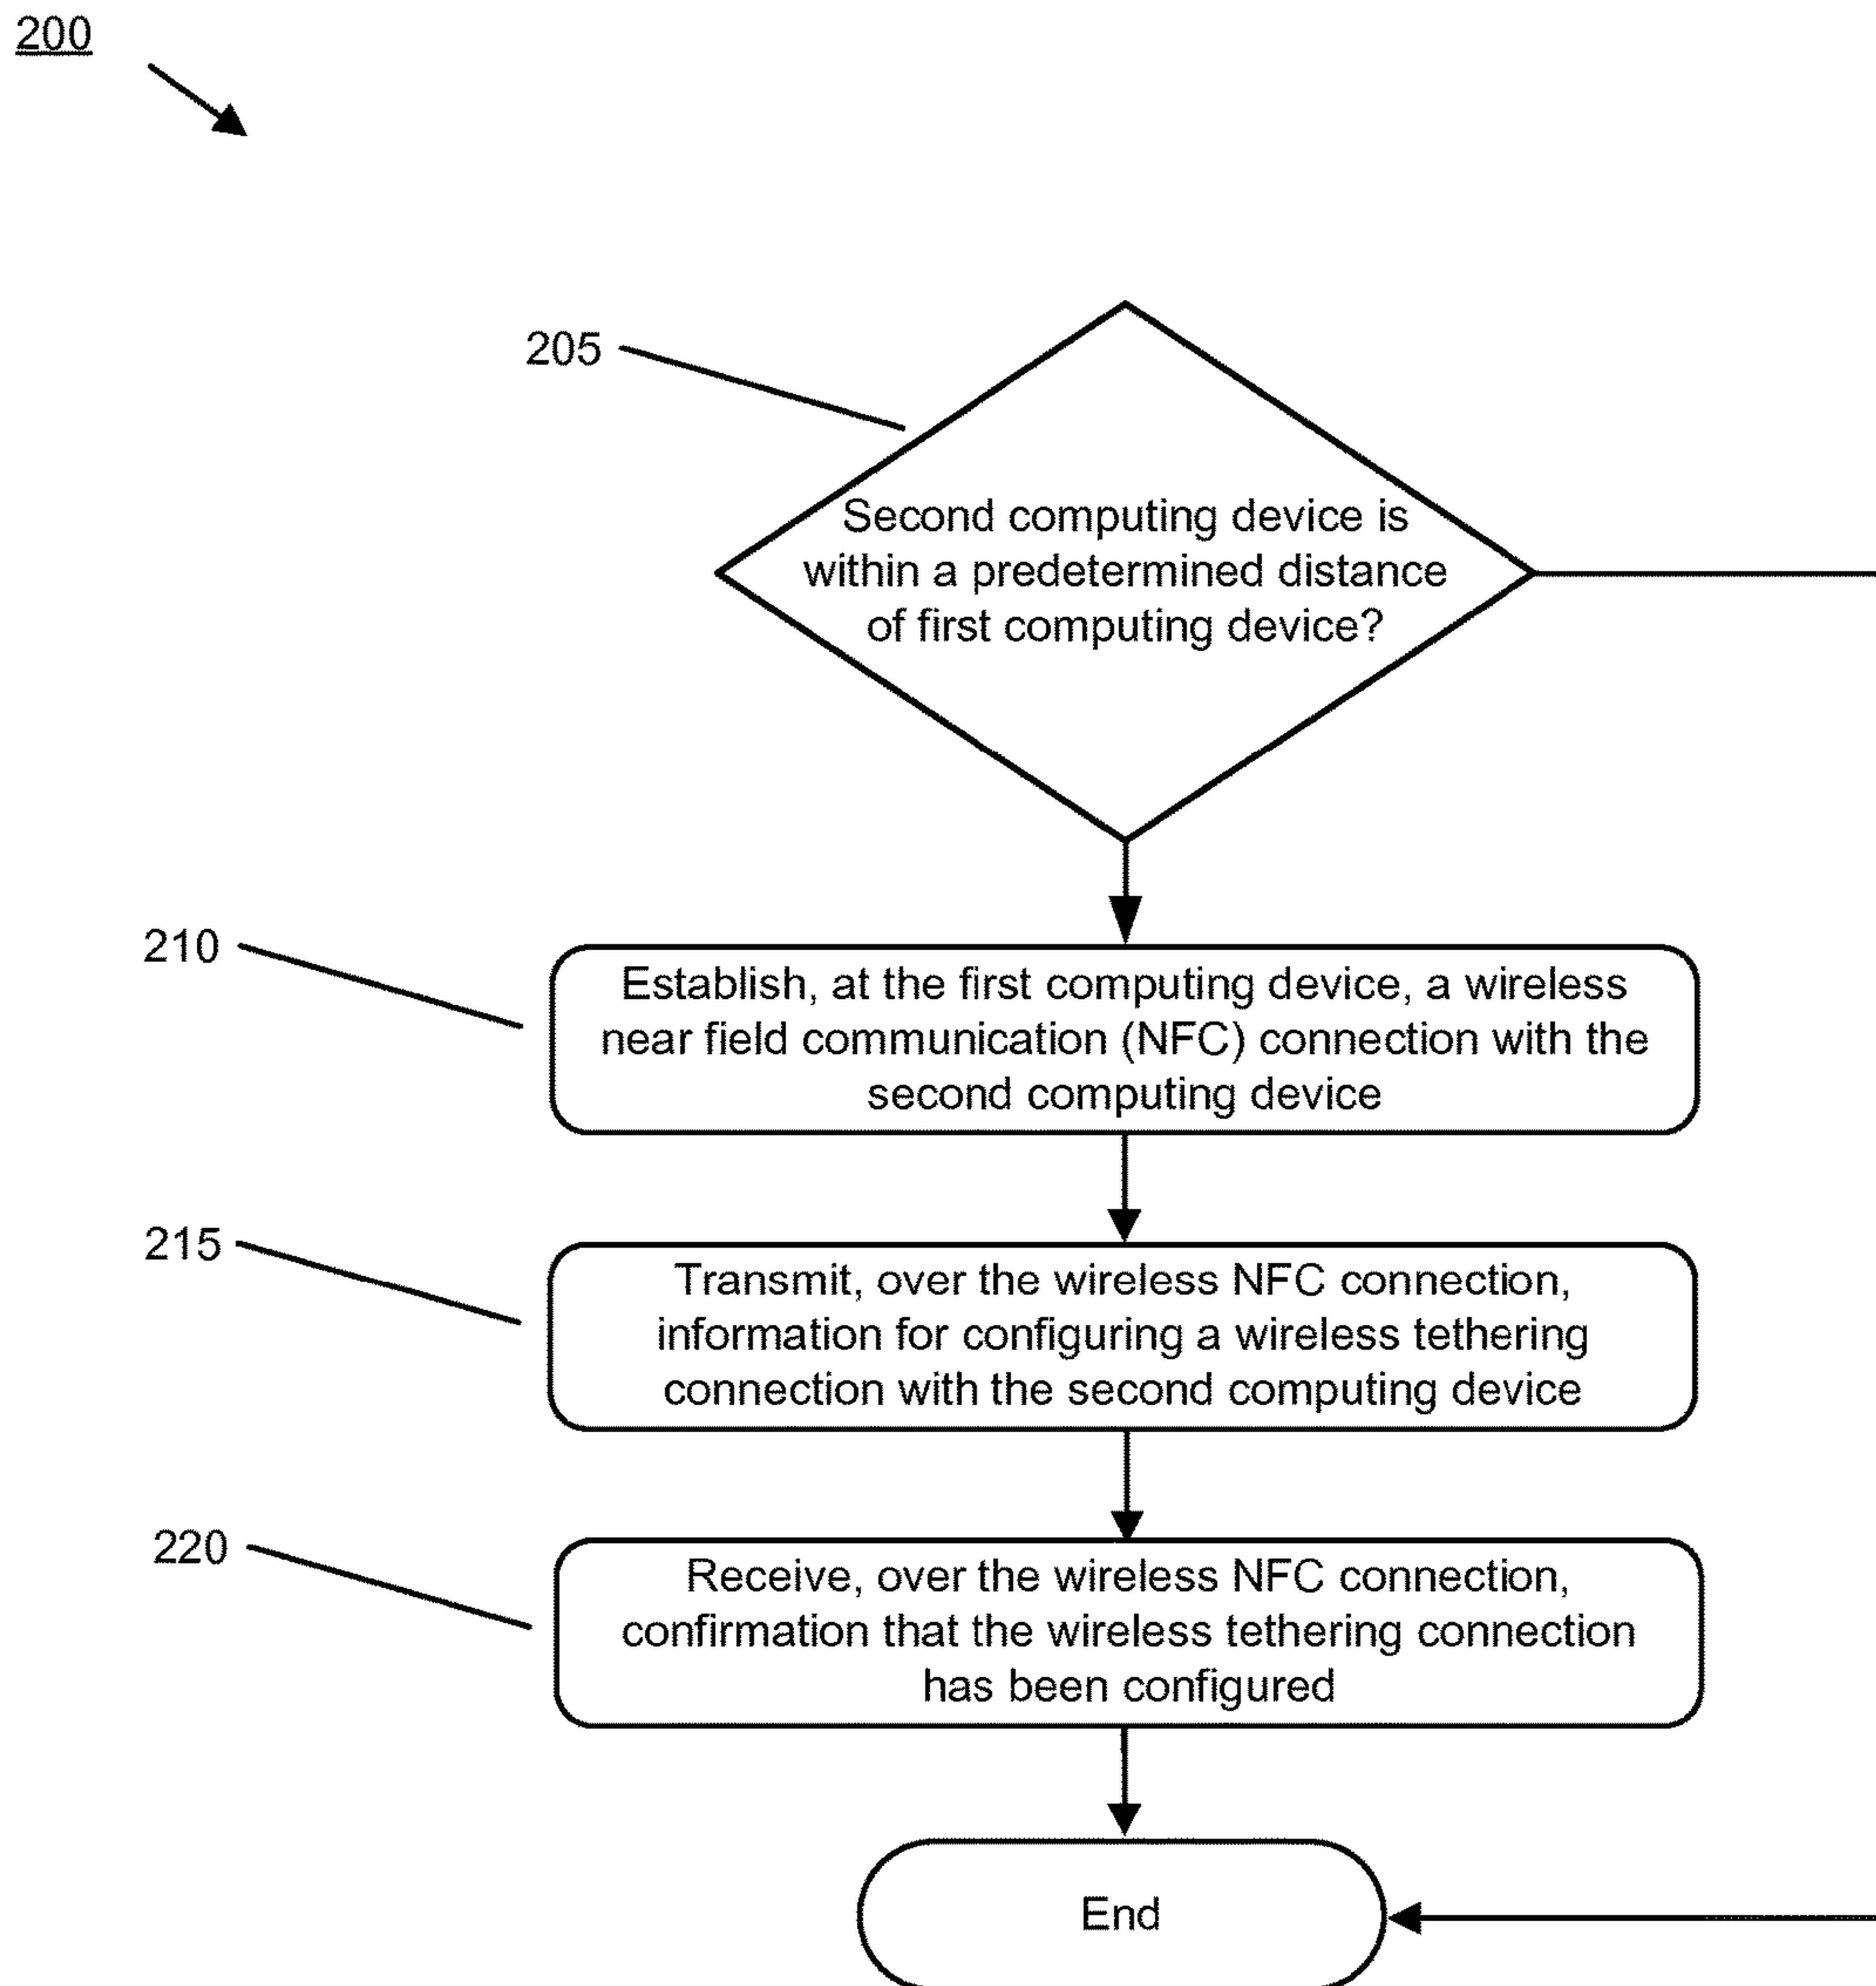 200
205
Second computing device is
within a predetermined distance
of first computing device?
210
Establish, at the first computing device, a wireless
near field communication (NFC) connection with the
second computing device
215
Transmit, over the wireless NFC connection,
information for configuring a wireless tethering
connection with the second computing device
220
Receive, over the wireless NFC connection,
confirmation that the wireless tethering connection
has been configured
End